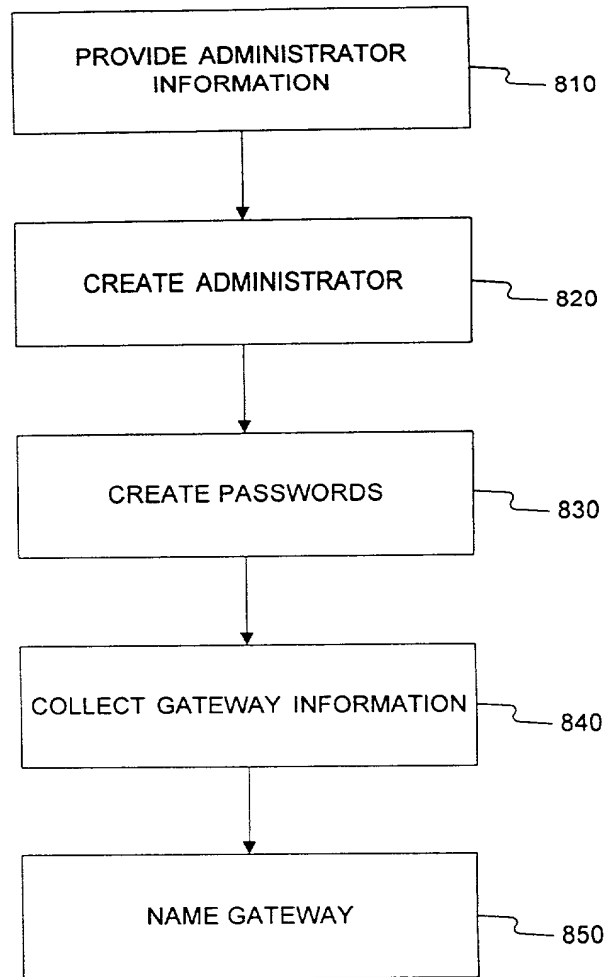 PROVIDE ADMINISTRATOR
INFORMATION
810
CREATE ADMINISTRATOR
820
CREATE PASSWORDS
830
COLLECT GATEWAY INFORMATION
840
NAME GATEWAY
850